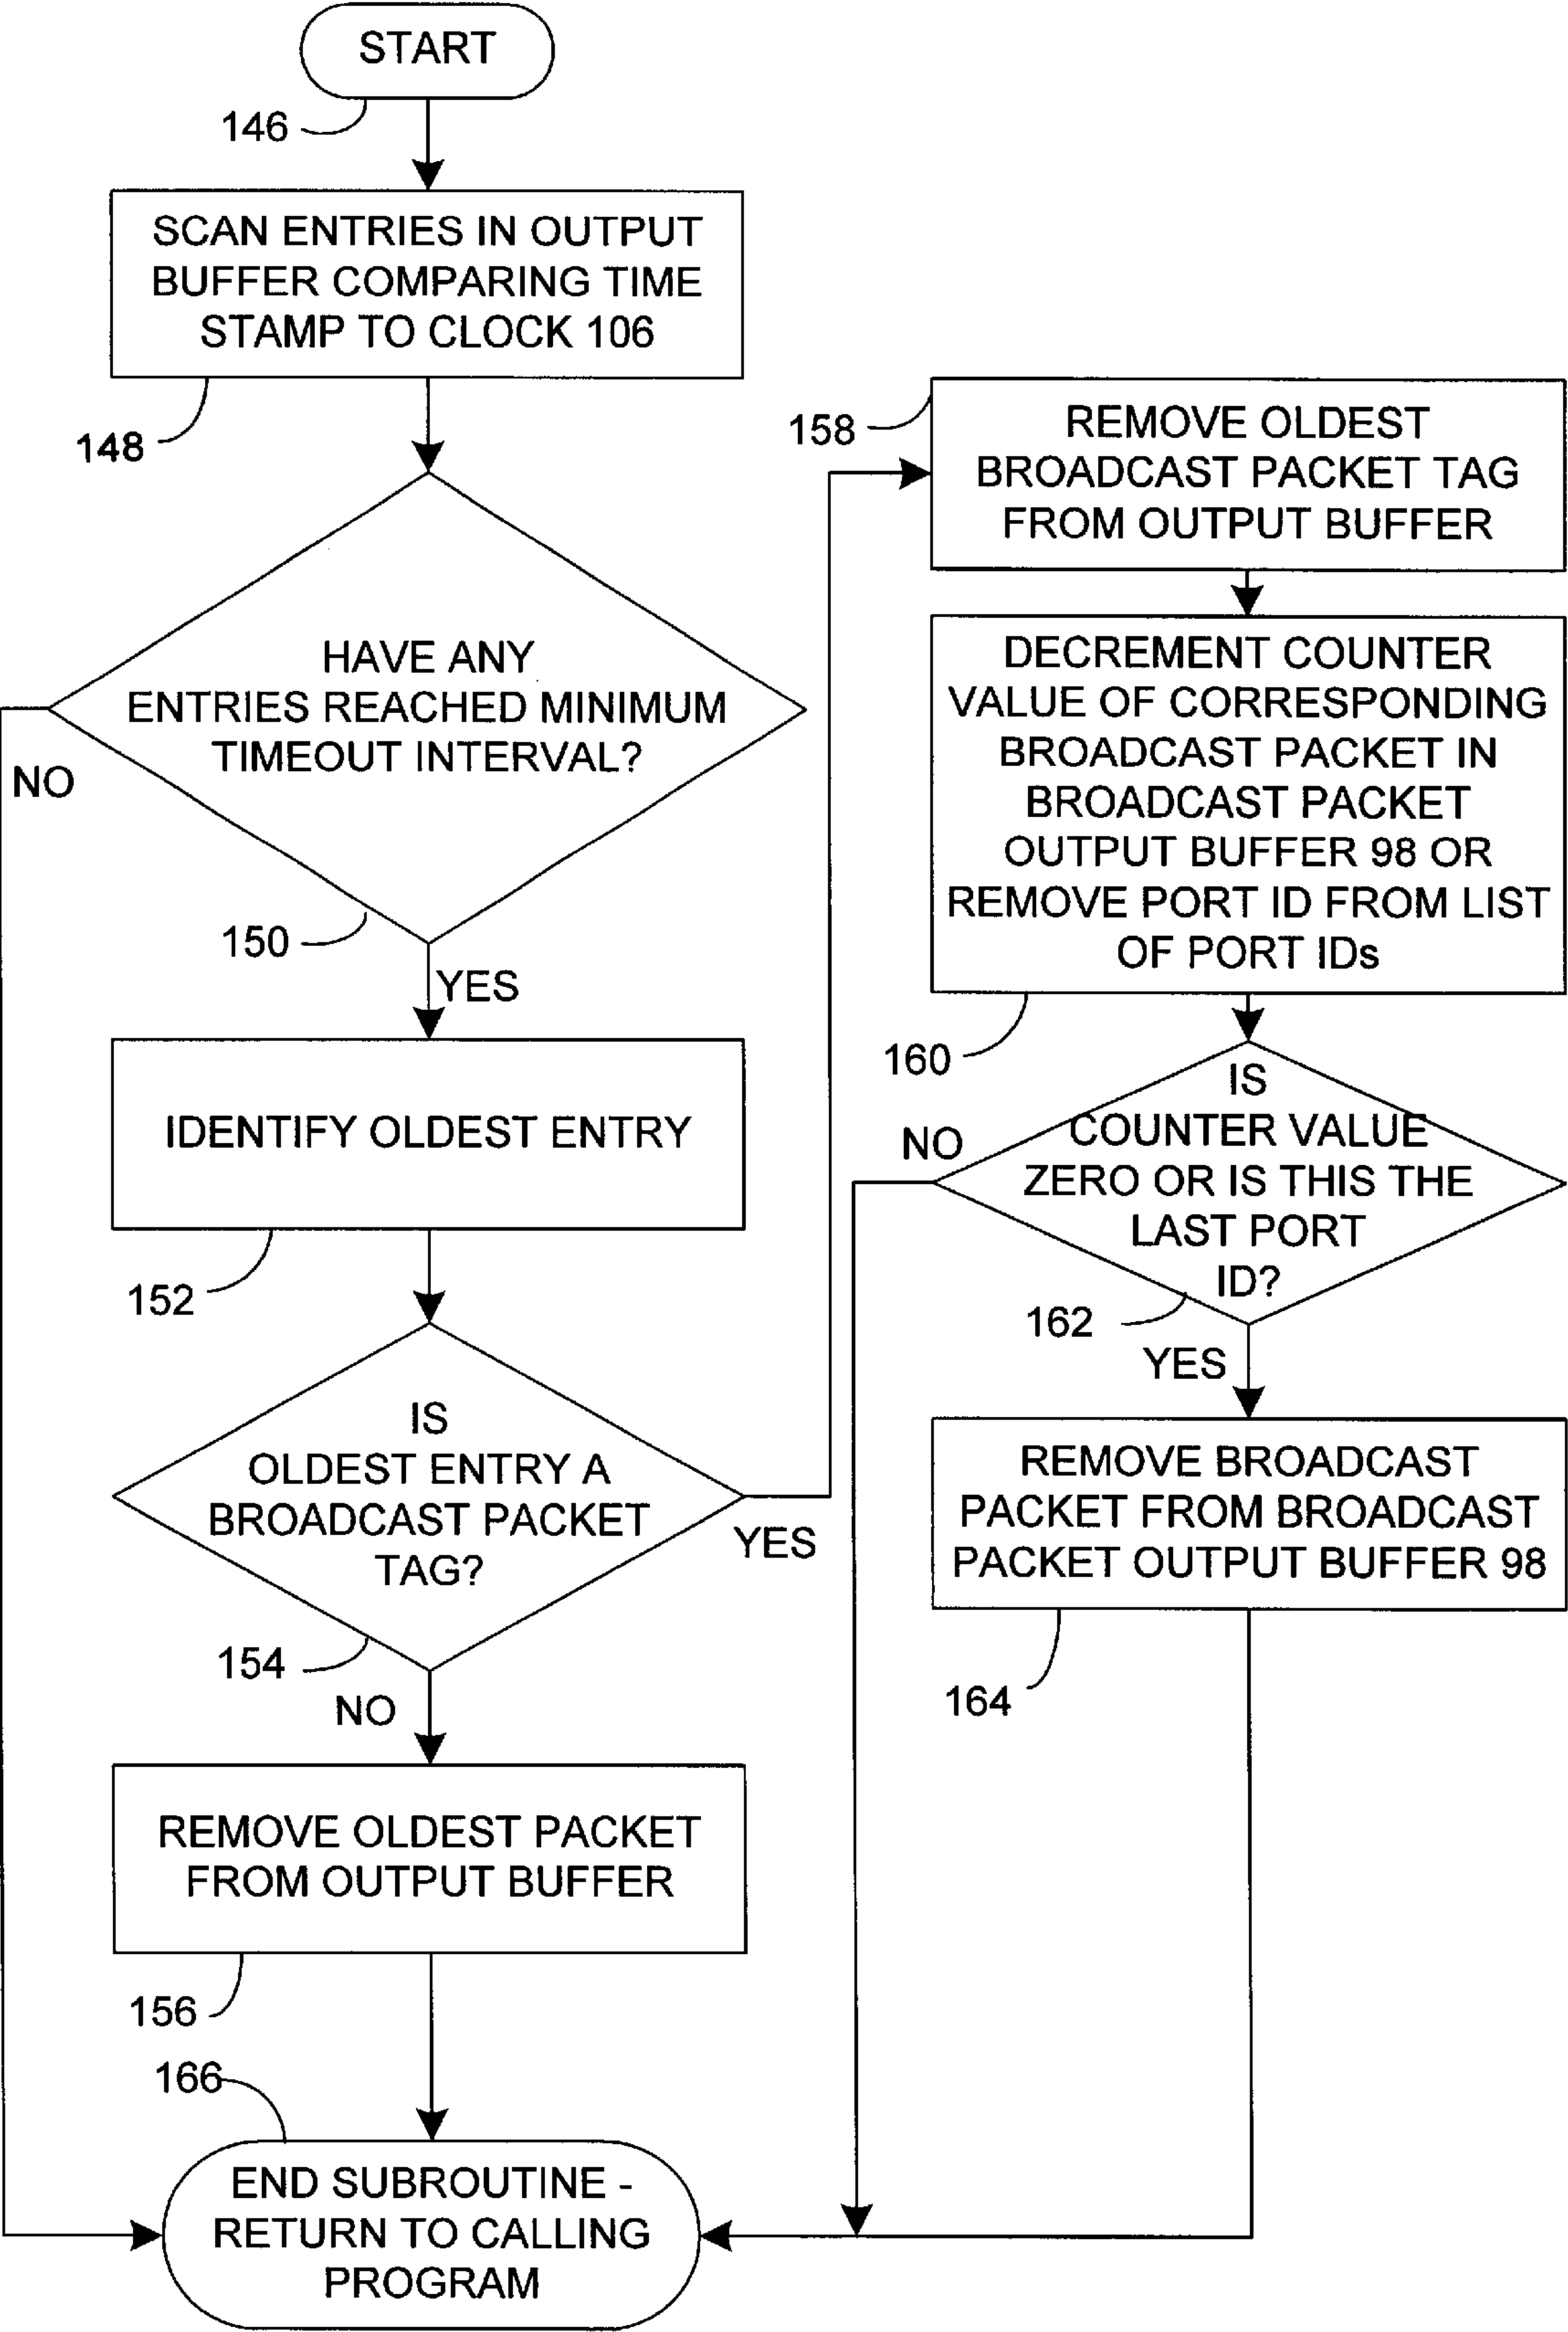 START
146
SCAN ENTRIES IN OUTPUT
BUFFER COMPARING TIME
STAMP TO CLOCK 106
148
HAVE ANY
ENTRIES REACHED MINIMUM
TIMEOUT INTERVAL?
NO
150
YES
IDENTIFY OLDEST ENTRY
152
IS
OLDEST ENTRY A
BROADCAST PACKET
TAG?
YES
154
NO
REMOVE OLDEST PACKET
FROM OUTPUT BUFFER
156
158
REMOVE OLDEST
BROADCAST PACKET TAG
FROM OUTPUT BUFFER
DECREMENT COUNTER
VALUE OF CORRESPONDING
BROADCAST PACKET IN
BROADCAST PACKET
OUTPUT BUFFER 98 OR
REMOVE PORT ID FROM LIST
OF PORT IDs
160
IS
COUNTER VALUE
ZERO OR IS THIS THE
LAST PORT
ID?
NO
162
YES
REMOVE BROADCAST
PACKET FROM BROADCAST
PACKET OUTPUT BUFFER 98
164
166
END SUBROUTINE -
RETURN TO CALLING
PROGRAM